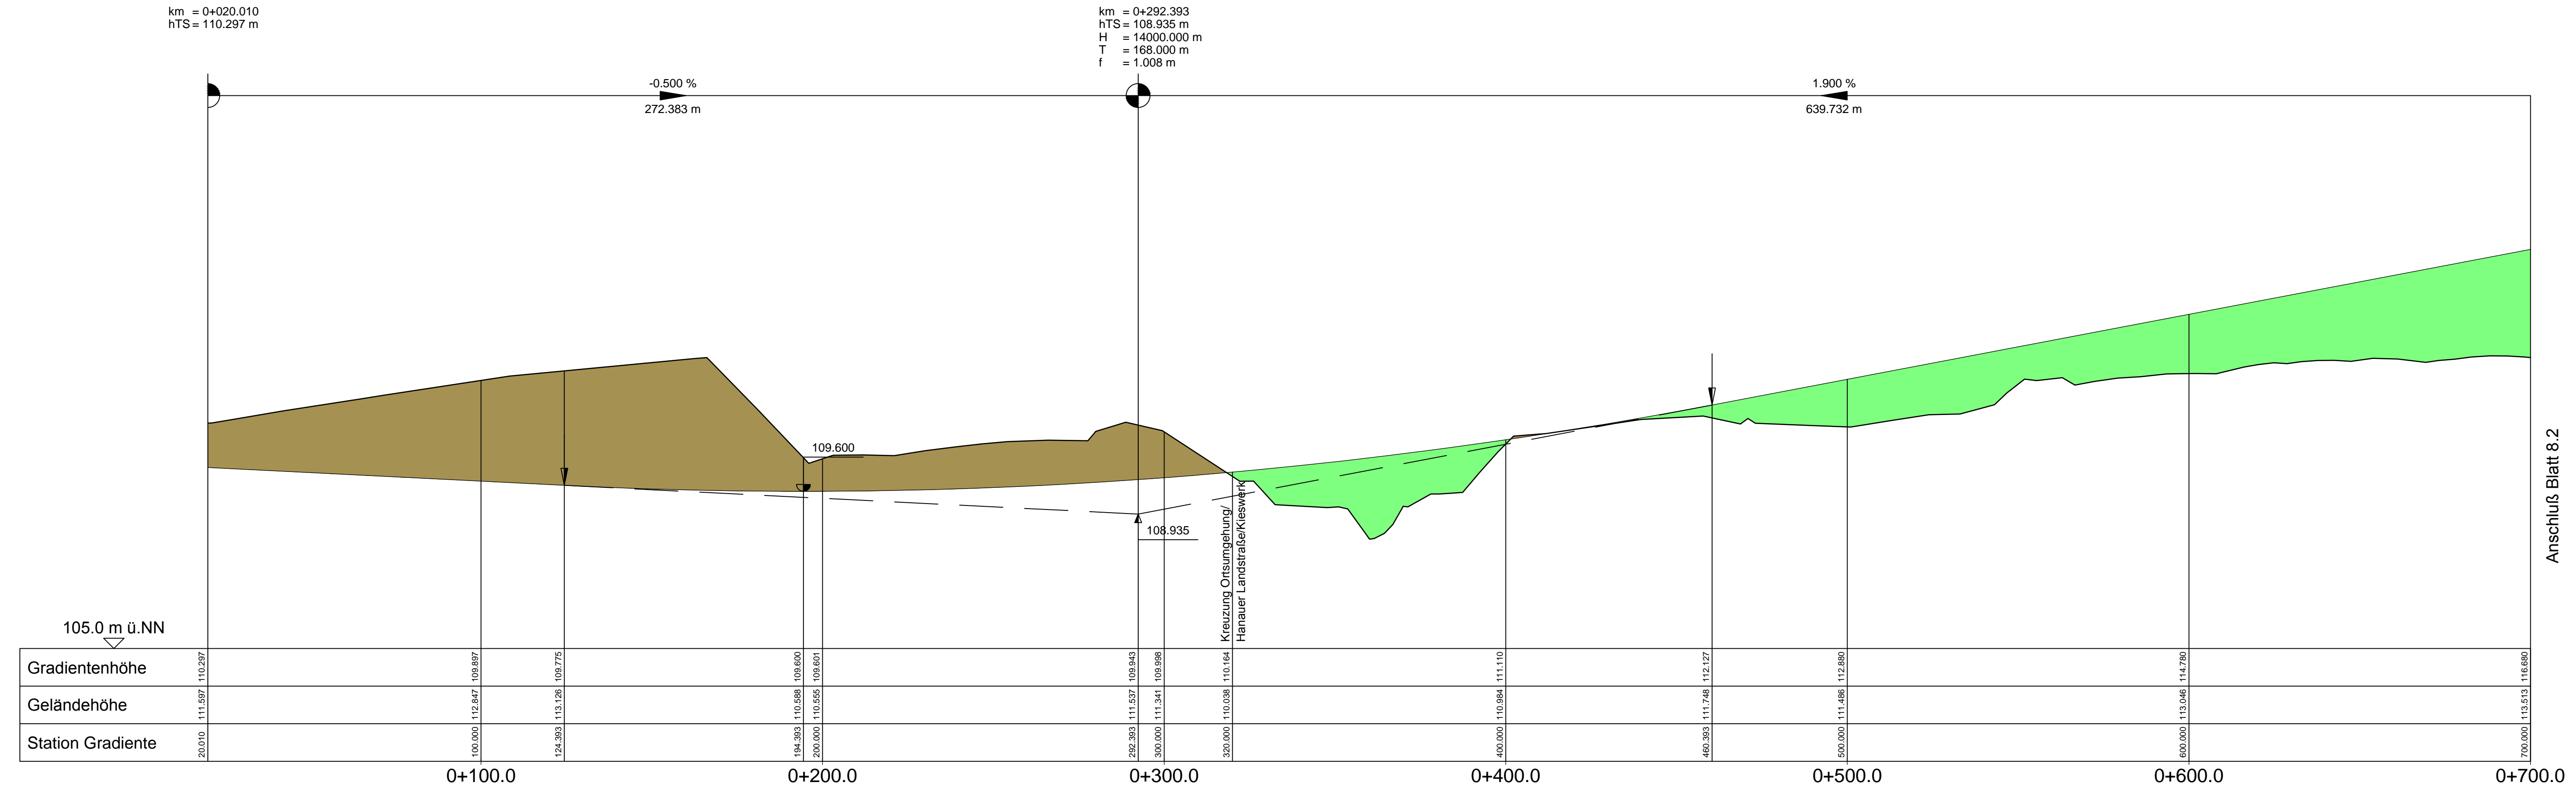 km = 0+020.010
hTS = 110.297 m
km = 0+292.393
hTS = 108.935 m
H = 14000.000 m
T = 168.000 m
f = 1.008 m
-0.500 %
272.383 m
1.900 %
639.732 m
109.600
108.935
Kreuzung Ortsumgehung/
Hanauer Landstraße/Kieswerk
Anschluß Blatt 8.2
105.0 m ü.NN
Gradientenhöhe 110.297 109.897 109.775 109.600 109.601 109.943 109.998 110.164 111.110 112.127 112.880 114.780 116.680
Geländehöhe 111.597 112.847 113.126 110.588 110.555 111.537 111.341 110.038 110.984 111.748 111.486 113.046 113.513
Station Gradiente 20.010 100.000 124.393 194.393 200.000 292.393 300.000 320.000 400.000 460.393 500.000 600.000 700.000
0+100.0 0+200.0 0+300.0 0+400.0 0+500.0 0+600.0 0+700.0